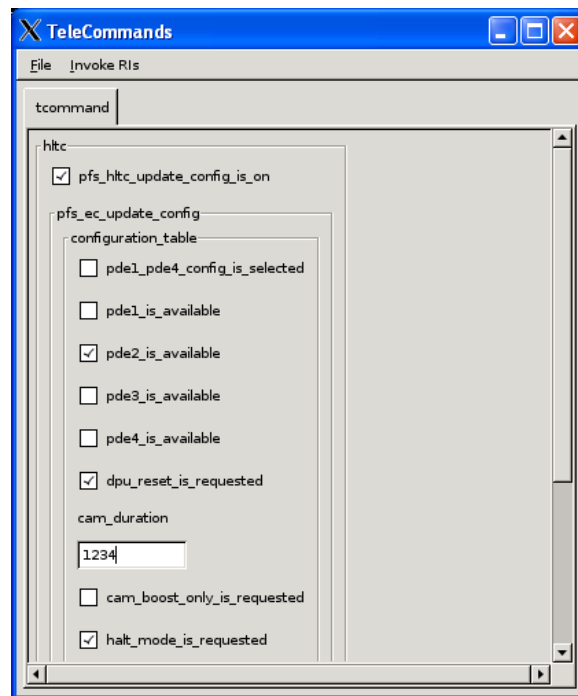 TeleCommands
File Invoke RIs
tcommand
hltc
pfs_hltc_update_config_is_on
pfs_ec_update_config
configuration_table
pde1_pde4_config_is_selected
pde1_is_available
pde2_is_available
pde3_is_available
pde4_is_available
dpu_reset_is_requested
cam_duration
1234
cam_boost_only_is_requested
halt_mode_is_requested